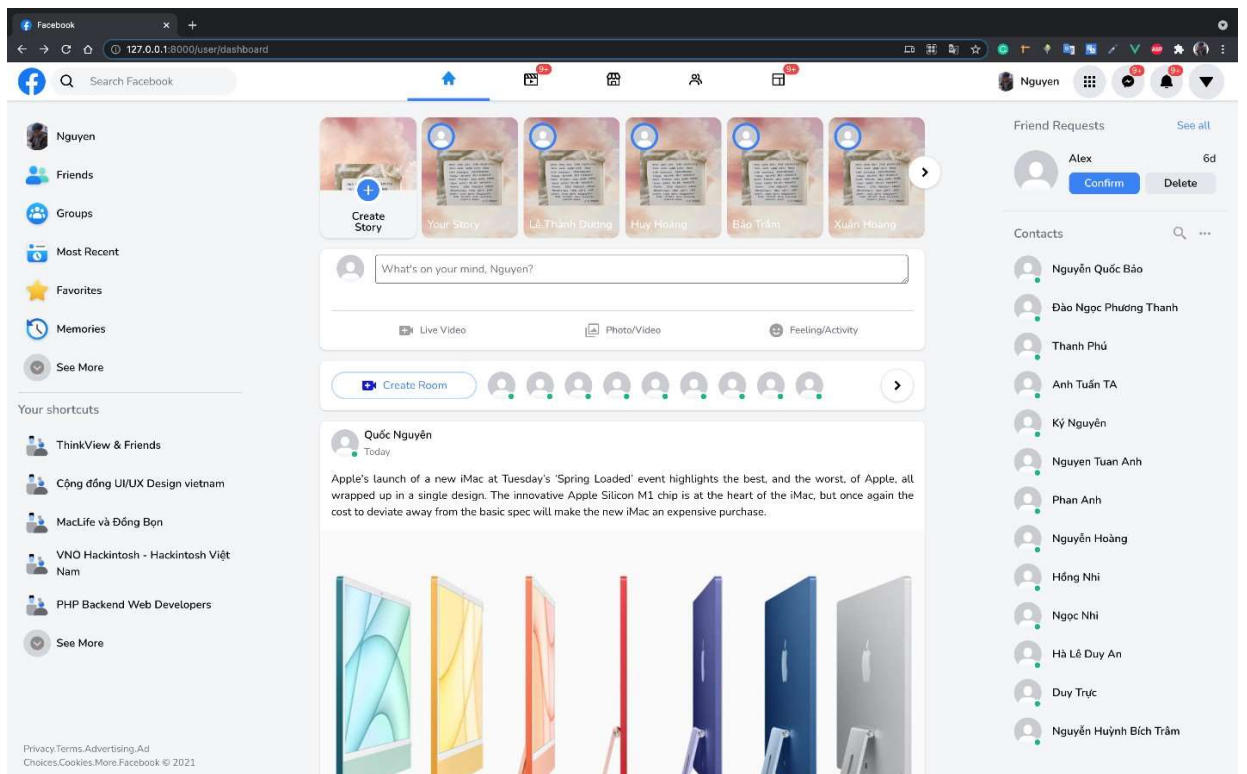 Facebook
127.0.0.1:8000/user/dashboard
Search Facebook
9+
9+
Nguyen
9+
9+
Nguyen
Friends
Groups
Most Recent
Favorites
Memories
See More
Your shortcuts
ThinkView & Friends
Cộng đồng UI/UX Design vietnam
MacLife và Đồng Bọn
VNO Hackintosh - Hackintosh Việt
Nam
PHP Backend Web Developers
See More
Privacy.Terms.Advertising.Ad
Choices.Cookies.More.Facebook © 2021
Create
Story
Your Story
Lê Thành Dương
Huy Hoàng
Bảo Trâm
Xuân Hoàng
What's on your mind, Nguyen?
Live Video
Photo/Video
Feeling/Activity
Create Room
Quốc Nguyên
Today
Apple's launch of a new iMac at Tuesday's 'Spring Loaded' event highlights the best, and the worst, of Apple, all
wrapped up in a single design. The innovative Apple Silicon M1 chip is at the heart of the iMac, but once again the
cost to deviate away from the basic spec will make the new iMac an expensive purchase.
Friend Requests
See all
Alex
6d
Confirm
Delete
Contacts
Nguyễn Quốc Bảo
Đào Ngọc Phương Thanh
Thanh Phú
Anh Tuấn TA
Ký Nguyên
Nguyen Tuan Anh
Phan Anh
Nguyễn Hoàng
Hồng Nhi
Ngọc Nhi
Hà Lê Duy An
Duy Trực
Nguyễn Huỳnh Bích Trâm